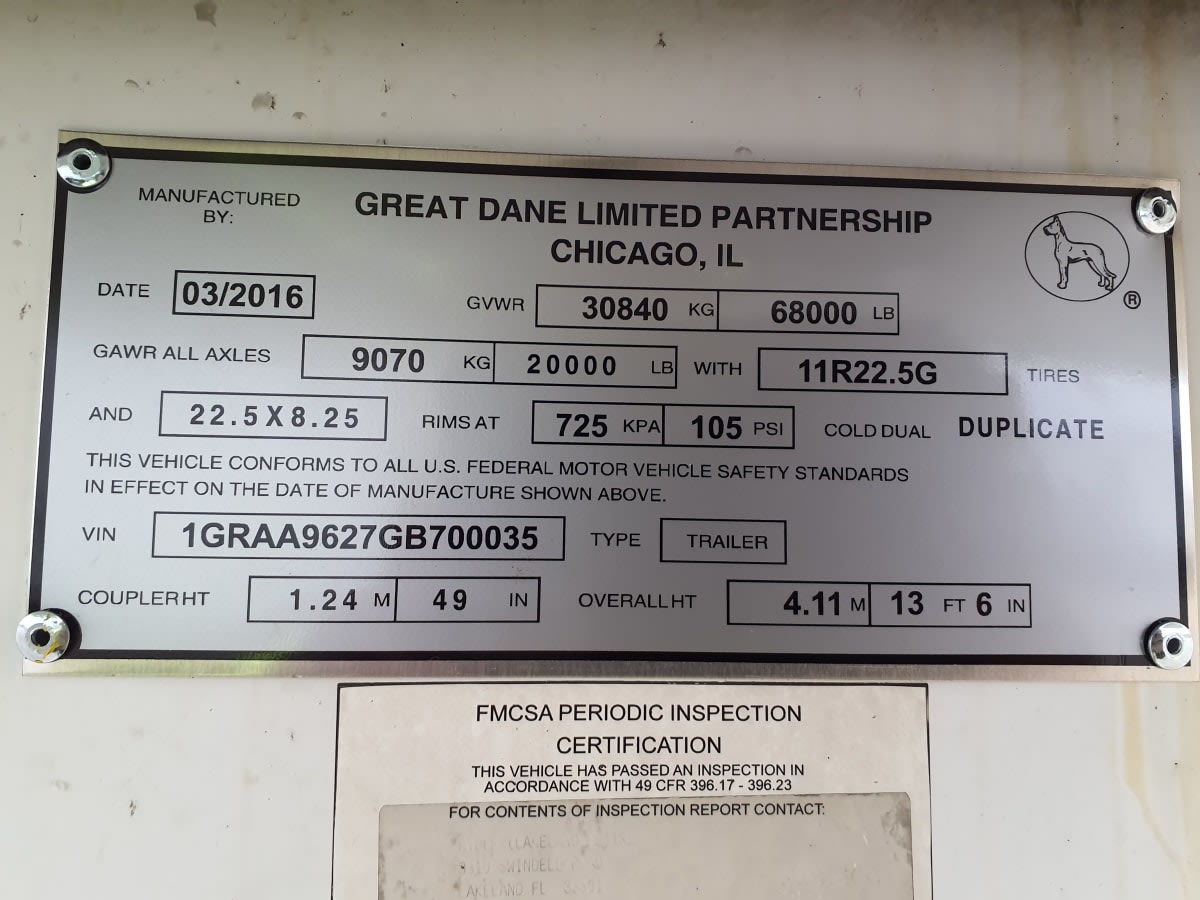 MANUFACTURED BY: GREAT DANE LIMITED PARTNERSHIP
CHICAGO, IL
®
DATE 03/2016 GVWR 30840 KG 68000 LB
GAWR ALL AXLES 9070 KG 20000 LB WITH 11R22.5G TIRES
AND 22.5X8.25 RIMS AT 725 KPA 105 PSI COLD DUAL DUPLICATE
THIS VEHICLE CONFORMS TO ALL U.S. FEDERAL MOTOR VEHICLE SAFETY STANDARDS
IN EFFECT ON THE DATE OF MANUFACTURE SHOWN ABOVE.
VIN 1GRAA9627GB700035 TYPE TRAILER
COUPLER HT 1.24 M 49 IN OVERALL HT 4.11 M 13 FT 6 IN
FMCSA PERIODIC INSPECTION
CERTIFICATION
THIS VEHICLE HAS PASSED AN INSPECTION IN
ACCORDANCE WITH 49 CFR 396.17 - 396.23
FOR CONTENTS OF INSPECTION REPORT CONTACT:
LAKELAND FL